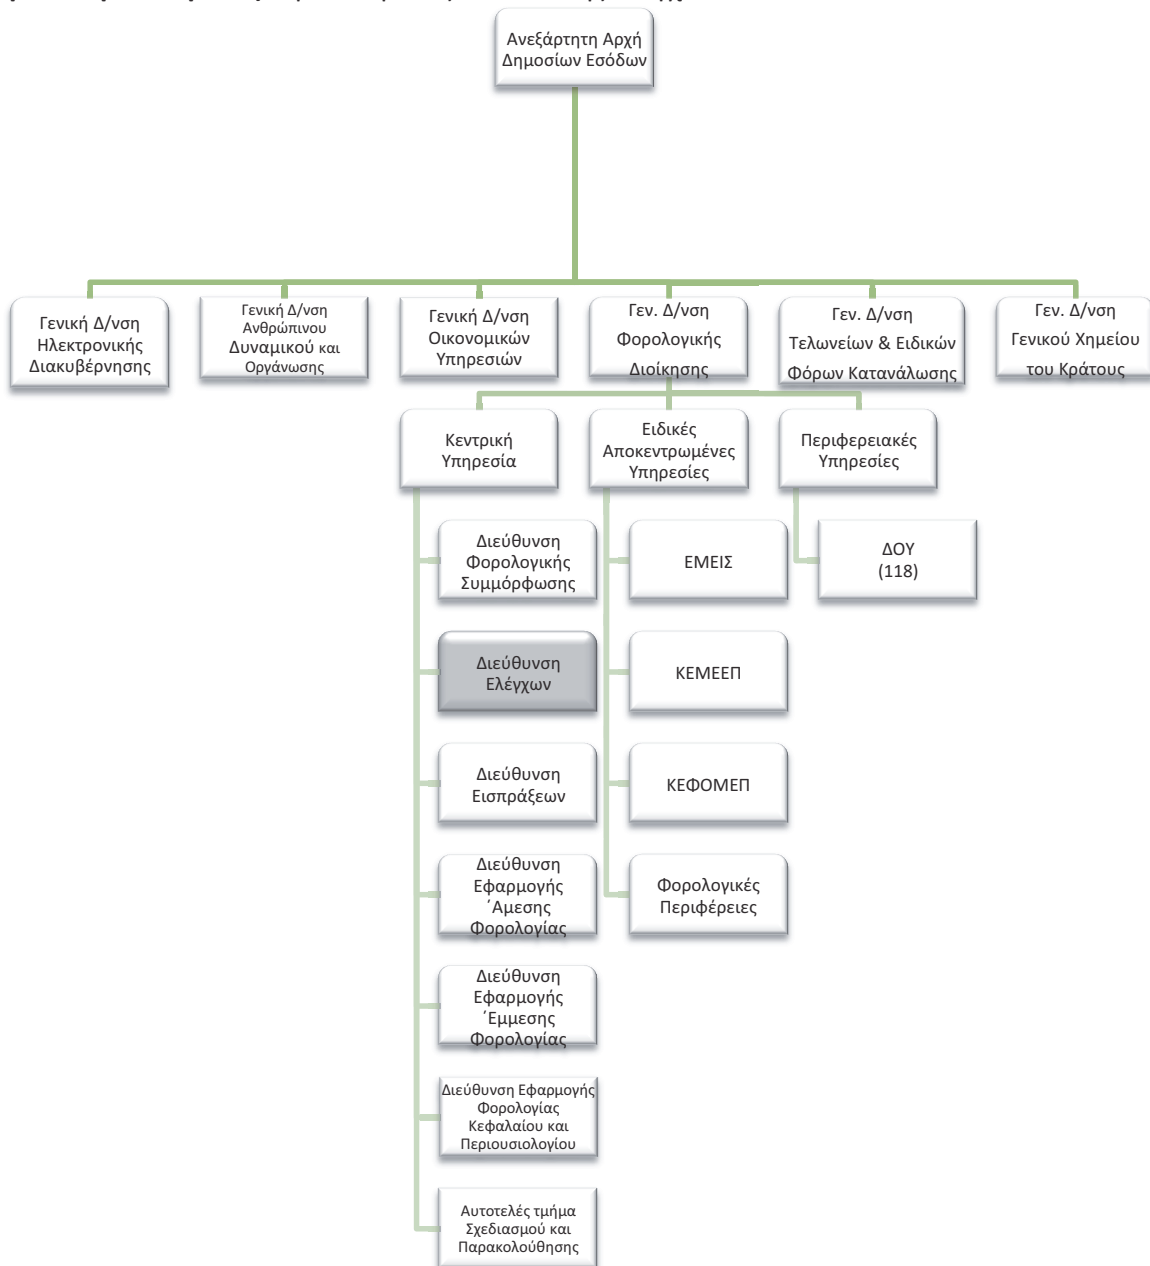 Ανεξάρτητη Αρχή
Δημοσίων Εσόδων
Γενική Δ/νση
Ηλεκτρονικής
Διακυβέρνησης
Γενική Δ/νση
Ανθρώπινου
Δυναμικού και
Οργάνωσης
Γενική Δ/νση
Οικονομικών
Υπηρεσιών
Γεν. Δ/νση
Φορολογικής
Διοίκησης
Γεν. Δ/νση
Τελωνείων & Ειδικών
Φόρων Κατανάλωσης
Γεν. Δ/νση
Γενικού Χημείου
του Κράτους
Κεντρική
Υπηρεσία
Ειδικές
Αποκεντρωμένες
Υπηρεσίες
Περιφερειακές
Υπηρεσίες
Διεύθυνση
Φορολογικής
Συμμόρφωσης
ΕΜΕΙΣ
ΔΟΥ
(118)
Διεύθυνση
Ελέγχων
ΚΕΜΕΕΠ
Διεύθυνση
Εισπράξεων
ΚΕΦΟΜΕΠ
Διεύθυνση
Εφαρμογής
΄Αμεσης
Φορολογίας
Φορολογικές
Περιφέρειες
Διεύθυνση
Εφαρμογής
΄Εμμεσης
Φορολογίας
Διεύθυνση Εφαρμογής
Φορολογίας
Κεφαλαίου και
Περιουσιολογίου
Αυτοτελές τμήμα
Σχεδιασμού και
Παρακολούθησης